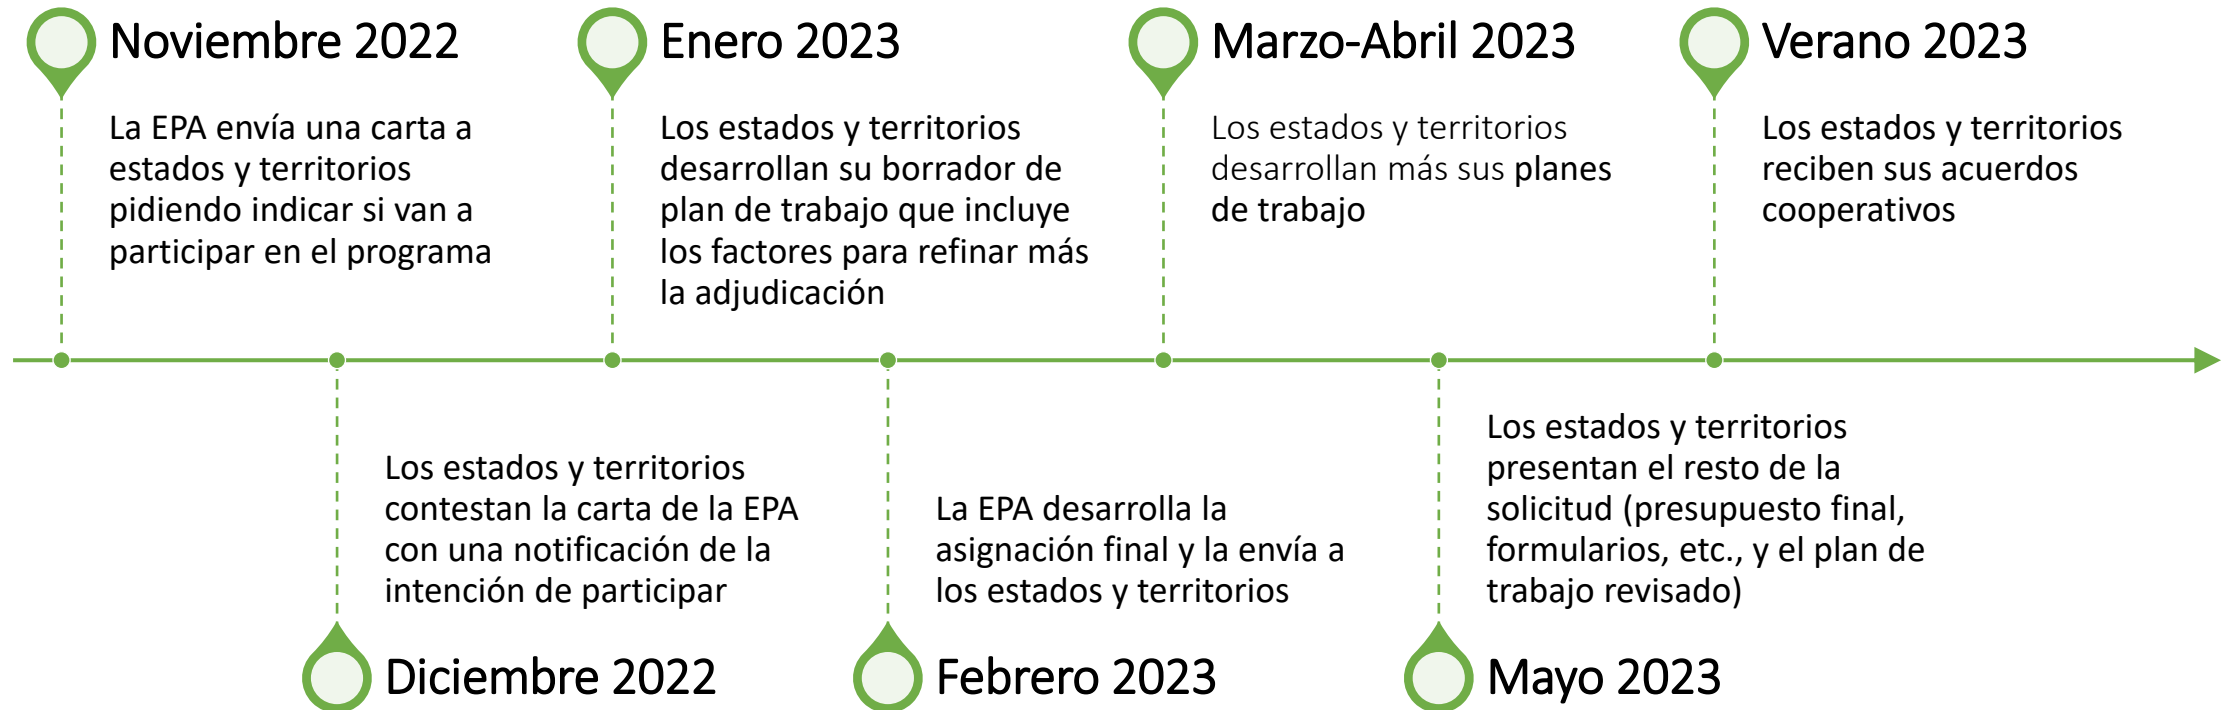 Noviembre 2022
La EPA envía una carta a
estados y territorios
pidiendo indicar si van a
participar en el programa
Diciembre 2022
Los estados y territorios
contestan la carta de la EPA
con una notificación de la
intención de participar
Enero 2023
Los estados y territorios
desarrollan su borrador de
plan de trabajo que incluye
los factores para refinar más
la adjudicación
Febrero 2023
La EPA desarrolla la
asignación final y la envía a
los estados y territorios
Marzo-Abril 2023
Los estados y territorios
desarrollan más sus planes
de trabajo
Mayo 2023
Los estados y territorios
presentan el resto de la
solicitud (presupuesto final,
formularios, etc., y el plan de
trabajo revisado)
Verano 2023
Los estados y territorios
reciben sus acuerdos
cooperativos